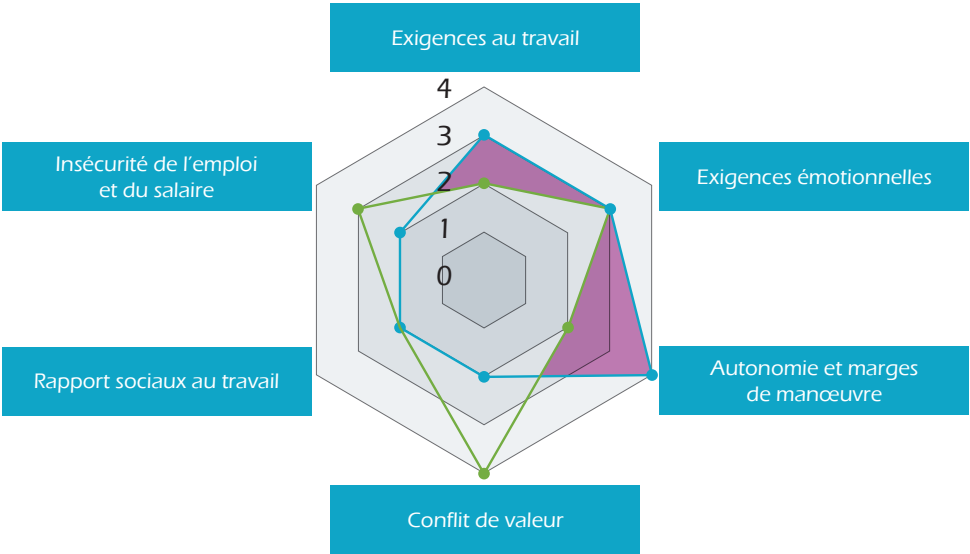 Exigences au travail
4
3
2
1
0
Insécurité de l'emploi
et du salaire
Exigences émotionnelles
Rapport sociaux au travail
Autonomie et marges
de manœuvre
Conflit de valeur